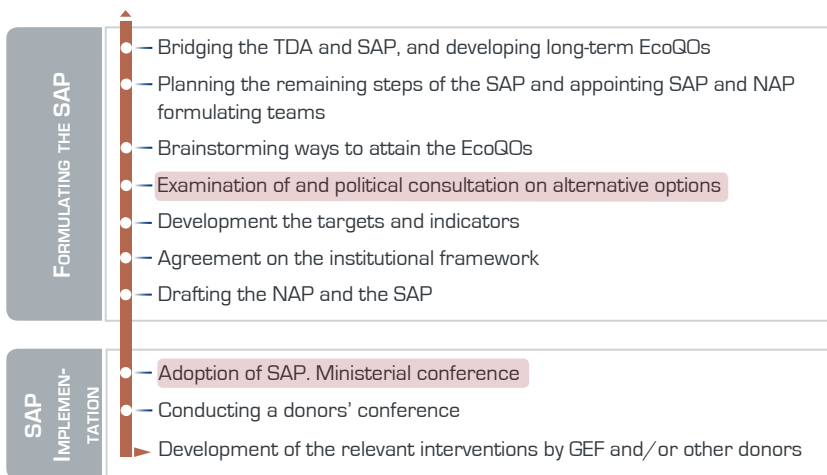 FORMULATING THE SAP
Bridging the TDA and SAP, and developing long-term EcoQOs
Planning the remaining steps of the SAP and appointing SAP and NAP
formulating teams
Brainstorming ways to attain the EcoQOs
Examination of and political consultation on alternative options
Development the targets and indicators
Agreement on the institutional framework
Drafting the NAP and the SAP
SAP
IMPLEMEN-
TATION
Adoption of SAP. Ministerial conference
Conducting a donors' conference
Development of the relevant interventions by GEF and/or other donors